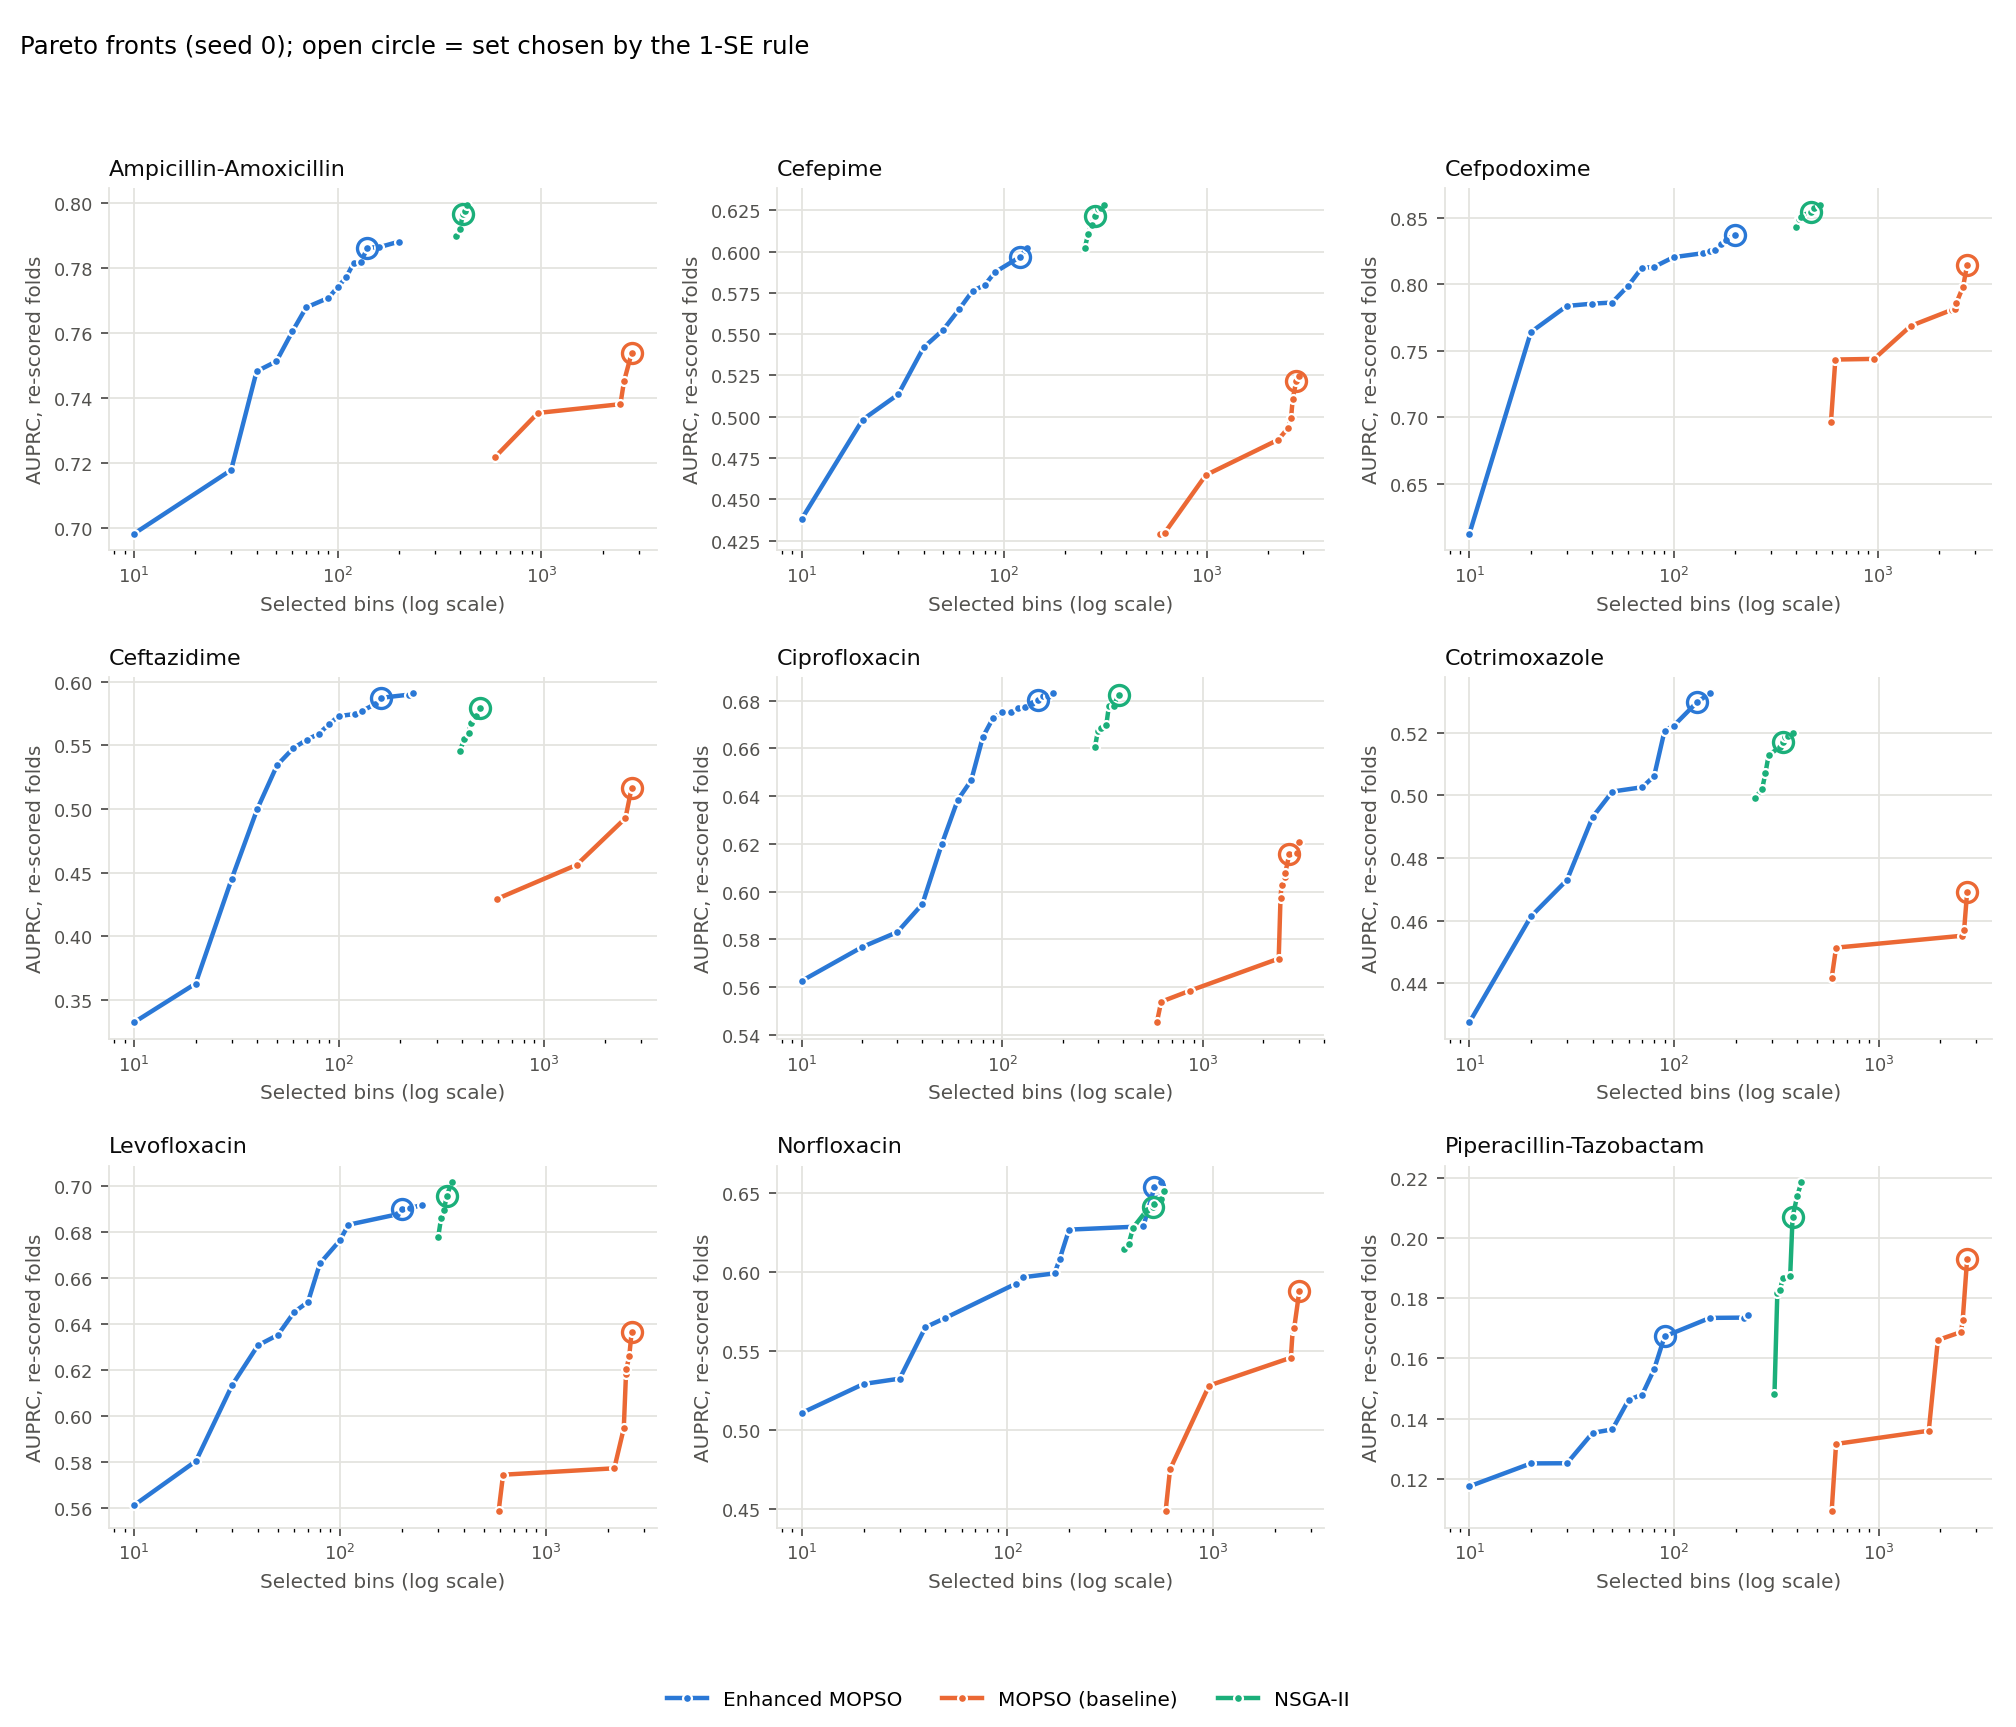 Pareto fronts (seed 0); open circle = set chosen by the 1-SE rule
Ampicillin-Amoxicillin
AUPRC, re-scored folds
0.80
0.78
0.76
0.74
0.72
0.70
10¹ 10² 10³
Selected bins (log scale)
Cefepime
AUPRC, re-scored folds
0.625
0.600
0.575
0.550
0.525
0.500
0.475
0.450
0.425
10¹ 10² 10³
Selected bins (log scale)
Cefpodoxime
AUPRC, re-scored folds
0.85
0.80
0.75
0.70
0.65
10¹ 10² 10³
Selected bins (log scale)
Ceftazidime
AUPRC, re-scored folds
0.60
0.55
0.50
0.45
0.40
0.35
10¹ 10² 10³
Selected bins (log scale)
Ciprofloxacin
AUPRC, re-scored folds
0.68
0.66
0.64
0.62
0.60
0.58
0.56
0.54
10¹ 10² 10³
Selected bins (log scale)
Cotrimoxazole
AUPRC, re-scored folds
0.52
0.50
0.48
0.46
0.44
10¹ 10² 10³
Selected bins (log scale)
Levofloxacin
AUPRC, re-scored folds
0.70
0.68
0.66
0.64
0.62
0.60
0.58
0.56
10¹ 10² 10³
Selected bins (log scale)
Norfloxacin
AUPRC, re-scored folds
0.65
0.60
0.55
0.50
0.45
10¹ 10² 10³
Selected bins (log scale)
Piperacillin-Tazobactam
AUPRC, re-scored folds
0.22
0.20
0.18
0.16
0.14
0.12
10¹ 10² 10³
Selected bins (log scale)
Enhanced MOPSO MOPSO (baseline) NSGA-II